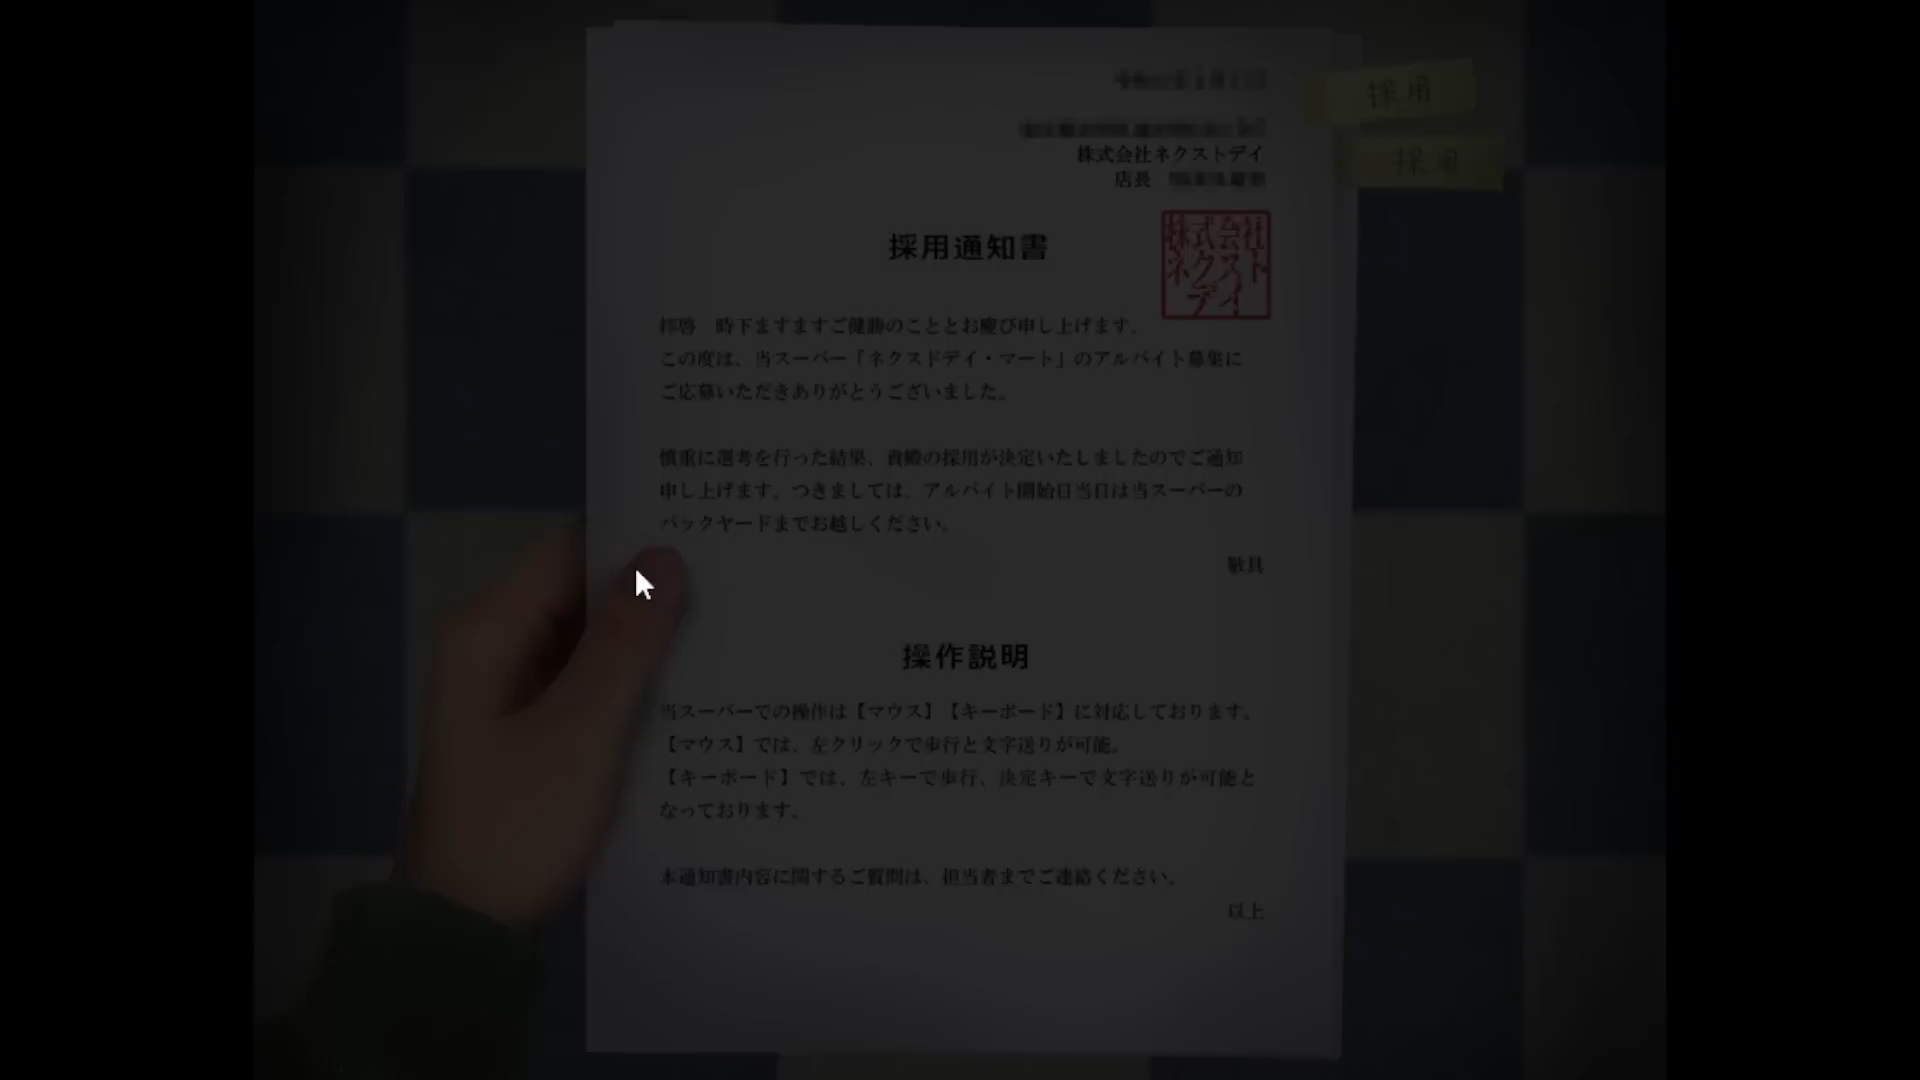 採用
採用
株式会社ネクストデイ
店長
株式会社
ネクスト
デイ
採用通知書
拝啓　時下ますますご健勝のこととお慶び申し上げます。
この度は、当スーパー「ネクスドデイ・マート」のアルバイト募集に
ご応募いただきありがとうございました。
慎重に選考を行った結果、貴殿の採用が決定いたしましたのでご通知
申し上げます。つきましては、アルバイト開始日当日は当スーパーの
バックヤードまでお越しください。
敬具
操作説明
当スーパーでの操作は【マウス】【キーボード】に対応しております。
【マウス】では、左クリックで歩行と文字送りが可能。
【キーボード】では、左キーで歩行、決定キーで文字送りが可能と
なっております。
本通知書内容に関するご質問は、担当者までご連絡ください。
以上